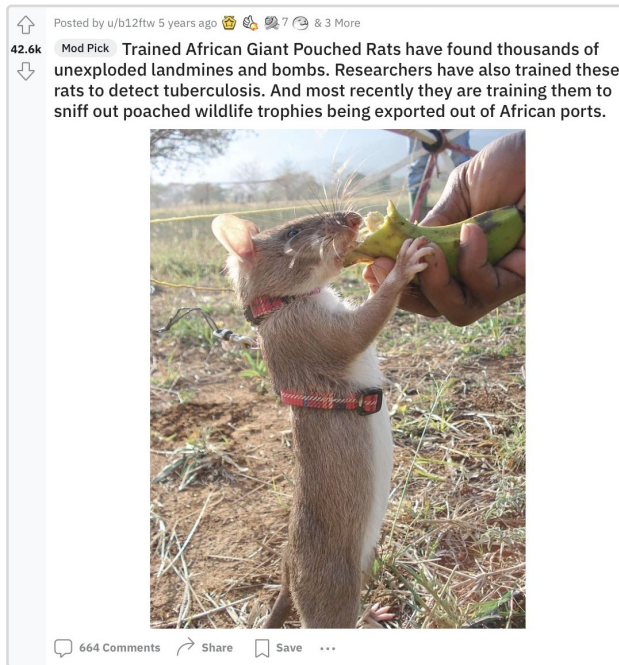 Posted by u/b12ftw 5 years ago 7 & 3 More
42.6k
Mod Pick Trained African Giant Pouched Rats have found thousands of
unexploded landmines and bombs. Researchers have also trained these
rats to detect tuberculosis. And most recently they are training them to
sniff out poached wildlife trophies being exported out of African ports.
664 Comments Share Save ...